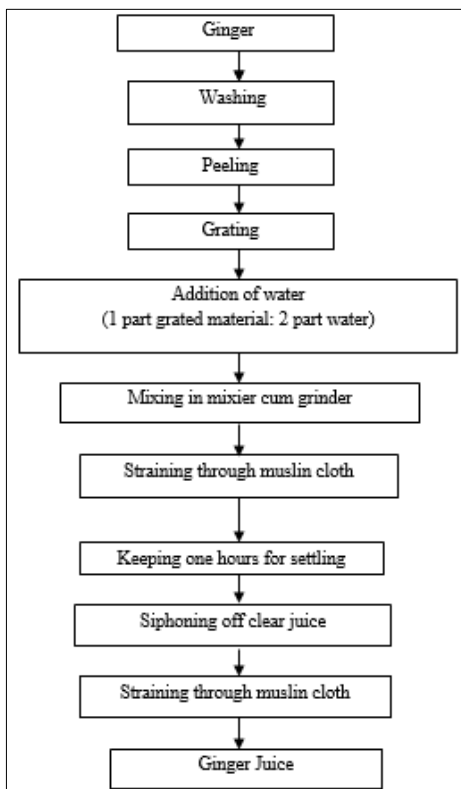 Ginger
Washing
Peeling
Grating
Addition of water
(1 part grated material: 2 part water)
Mixing in mixier cum grinder
Straining through muslin cloth
Keeping one hours for settling
Siphoning off clear juice
Straining through muslin cloth
Ginger Juice